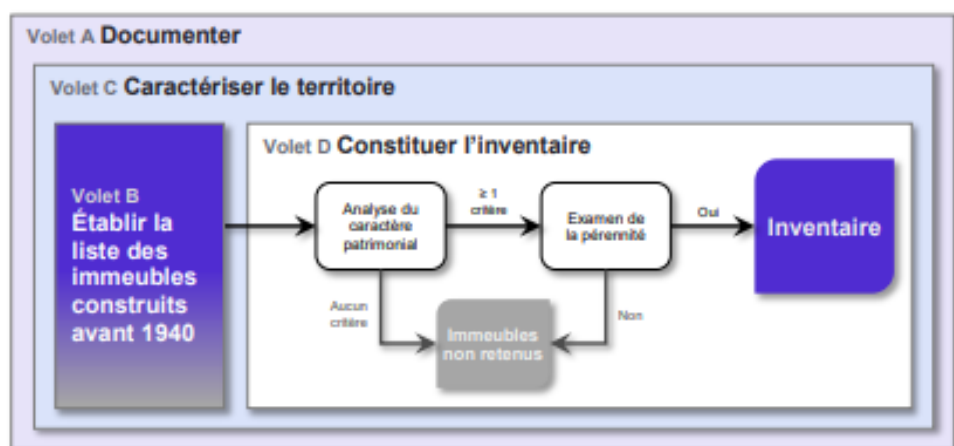 Volet A Documenter
Volet C Caractériser le territoire
Volet B
Établir la
liste des
immeubles
construits
avant 1940
Volet D Constituer l'inventaire
Analyse du
caractère
patrimonial
≥ 1
critère
Examen de
la pérennité
Oui
Inventaire
Aucun
critère
Immeubles
non retenus
Non